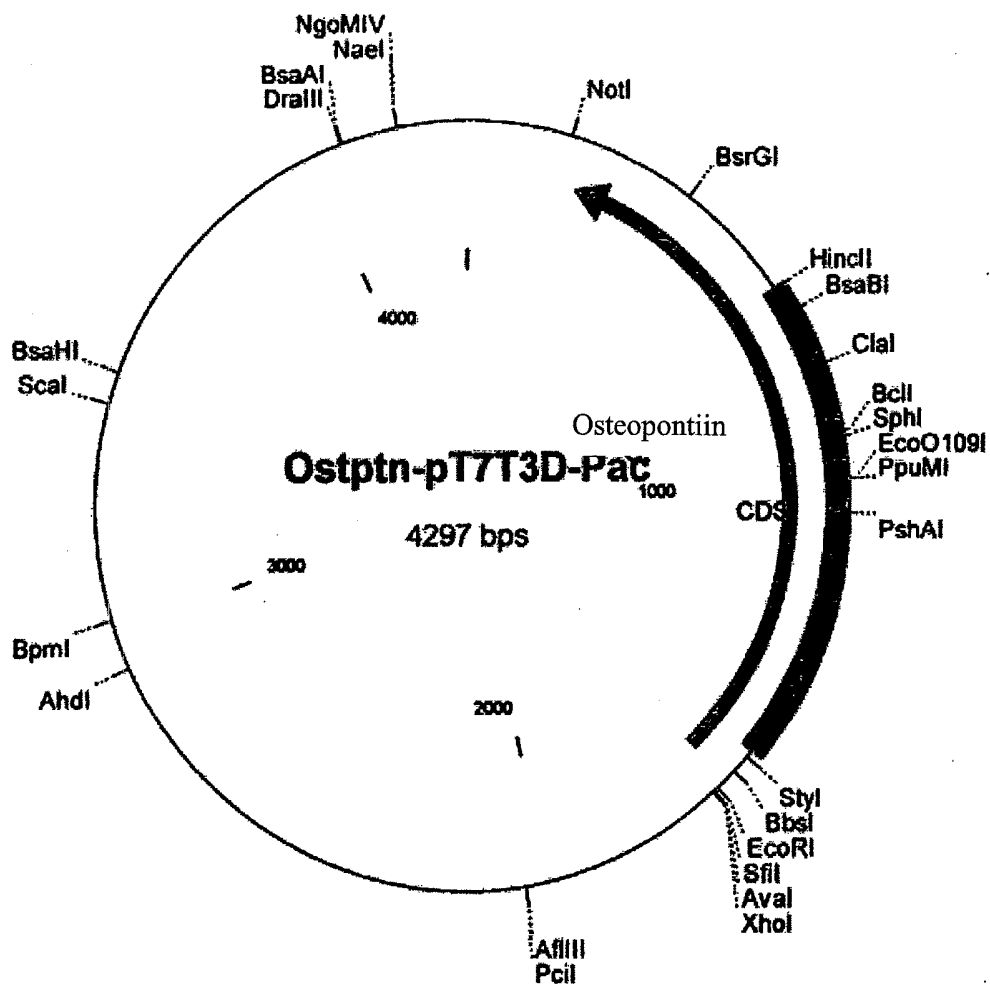 NgoMIV
NaeI
BsaAI
DraIII
NotI
BsrGI
HincII
BsaBI
ClaI
BclI
SphI
EcoO109I
PpuMI
PshAI
BsaHI
ScaI
4000
Osteopontiin
Ostptn-pT7T3D-Pac
1000
CDS
4297 bps
3000
BpmI
AhdI
2000
StyI
BbsI
EcoRI
SfiI
AvaI
XhoI
AflIII
PciI